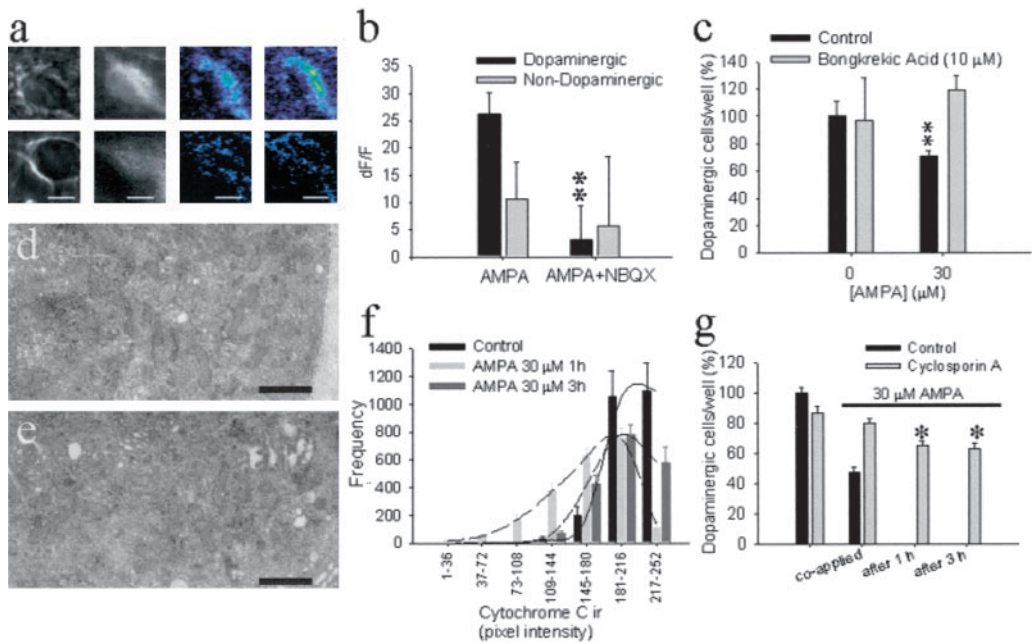 a
b
Dopaminergic
Non-Dopaminergic
35
30
25
20
15
10
5
0
dF/F
**
AMPA
AMPA+NBQX
c
Control
Bongkrekic Acid (10 μM)
140
120
100
80
60
40
20
0
Dopaminergic cells/well (%)
**
0
30
[AMPA] (μM)
d
e
f
Control
AMPA 30 μM 1h
AMPA 30 μM 3h
1400
1200
1000
800
600
400
200
0
Frequency
1-36
37-72
73-108
109-144
145-180
181-216
217-252
Cytochrome C ir
(pixel intensity)
g
Control
Cyclosporin A
120
100
80
60
40
20
0
Dopaminergic cells/well (%)
30 μM AMPA
*
*
co-applied
after 1 h
after 3 h